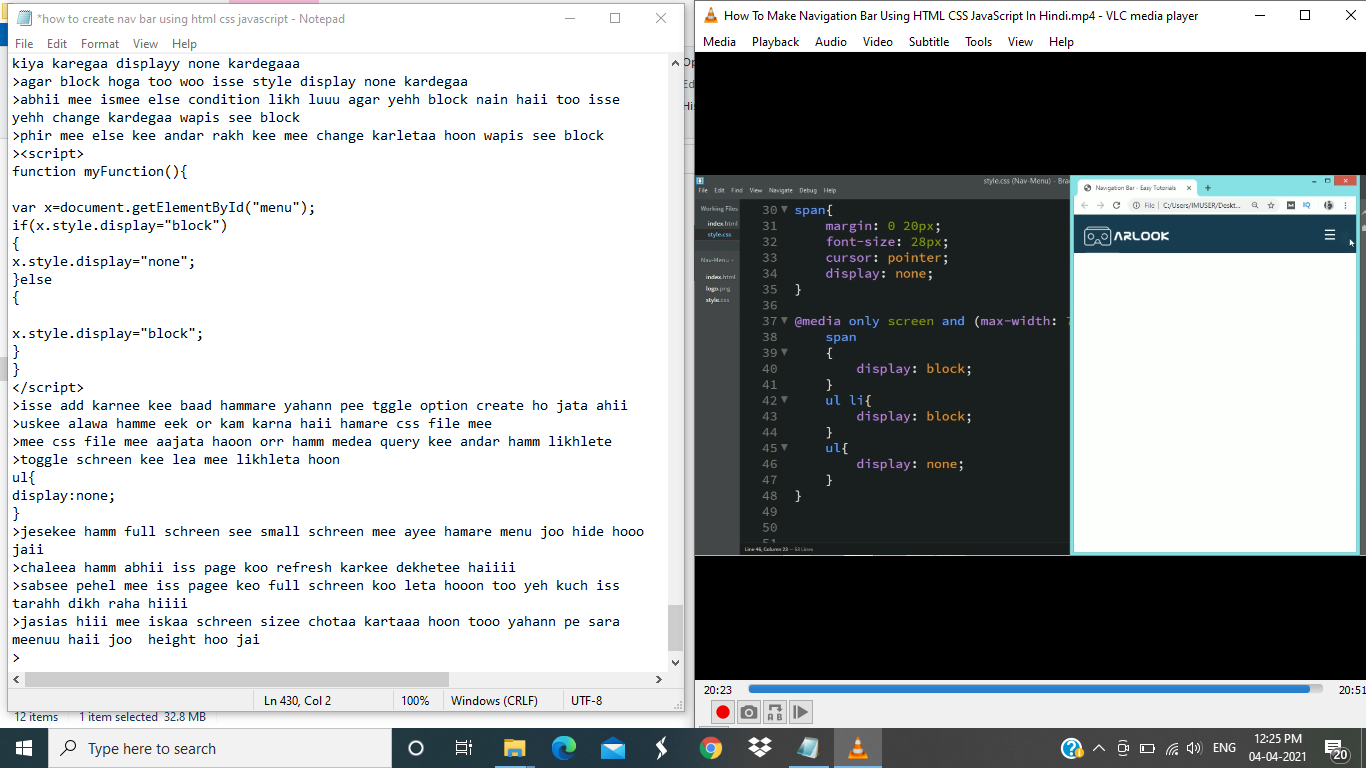 *how to create nav bar using html css javascript - Notepad
File Edit Format View Help
kiya karegaa displayy none kardegaaa
>agar block hoga too woo isse style display none kardegaa
>abhii mee ismee else condition likh luuu agar yehh block nain haii too isse
yehh change kardegaa wapis see block
>phir mee else kee andar rakh kee mee change karletaa hoon wapis see block
><script>
function myFunction(){
var x=document.getElementById("menu");
if(x.style.display="block")
{
x.style.display="none";
}else
{
x.style.display="block";
}
}
</script>
>isse add karnee kee baad hammare yahann pee tggle option create ho jata ahii
>uskee alawa hamme eek or kam karna haii hamare css file mee
>mee css file mee aajata haoon orr hamm medea query kee andar hamm likhlete
>toggle schreen kee lea mee likhleta hoon
ul{
display:none;
}
>jesekee hamm full schreen see small schreen mee ayee hamare menu joo hide hooo
jaii
>chaleea hamm abhii iss page koo refresh karkee dekhetee haiiii
>sabsee pehel mee iss pagee keo full schreen koo leta hooon too yeh kuch iss
tarahh dikh raha hiiii
>jasias hiii mee iskaa schreen sizee chotaa kartaaa hoon tooo yahann pe sara
meenuu haii joo  height hoo jai
>
Ln 430, Col 2 100% Windows (CRLF) UTF-8
12 items 1 item selected 32.8 MB
How To Make Navigation Bar Using HTML CSS JavaScript In Hindi.mp4 - VLC media player
Media Playback Audio Video Subtitle Tools View Help
style.css (Nav-Menu) - Bra
File Edit Find View Navigate Debug Help
Working Files
index.html
style.css
Nav-Menu
index.html
logo.png
style.css
30 span{
31 margin: 0 20px;
32 font-size: 28px;
33 cursor: pointer;
34 display: none;
35 }
36
37 @media only screen and (max-width:
38 span
39 {
40 display: block;
41 }
42 ul li{
43 display: block;
44 }
45 ul{
46 display: none;
47 }
48 }
49
50
51
Line 46, Column 23 — 53 Lines
Navigation Bar - Easy Tutorials
File | C:/Users/IMUSER/Deskt...
ARLOOK
20:23 20:51
Type here to search
ENG
12:25 PM
04-04-2021
20